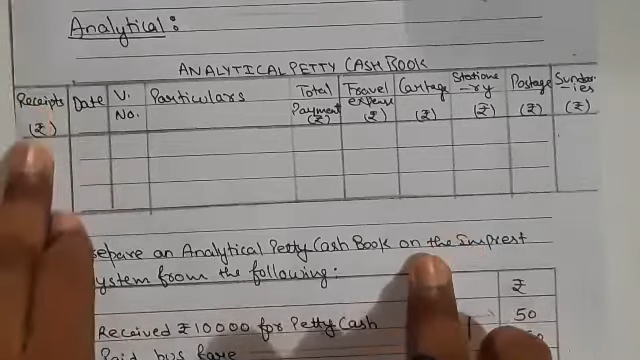 Analytical:
ANALYTICAL PETTY CASH BOOK
Receipts (₹) Date V. No. Particulars Total Payment (₹) Travel expense (₹) Cartage (₹) Statione-ry (₹) Postage (₹) Sundr-ies (₹)
an Analytical Petty Cash Book on the Imprest
system from the following:
₹
Received ₹10000 for Petty Cash 50
Paid bus fare